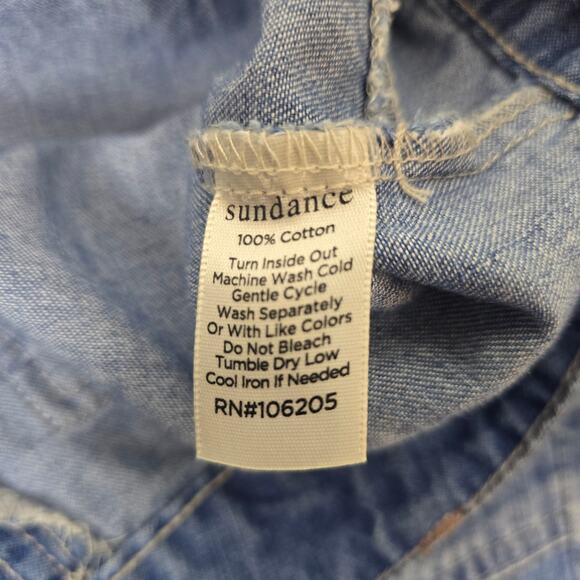 sundance
100% Cotton
Turn Inside Out
Machine Wash Cold
Gentle Cycle
Wash Separately
Or With Like Colors
Do Not Bleach
Tumble Dry Low
Cool Iron If Needed
RN#106205